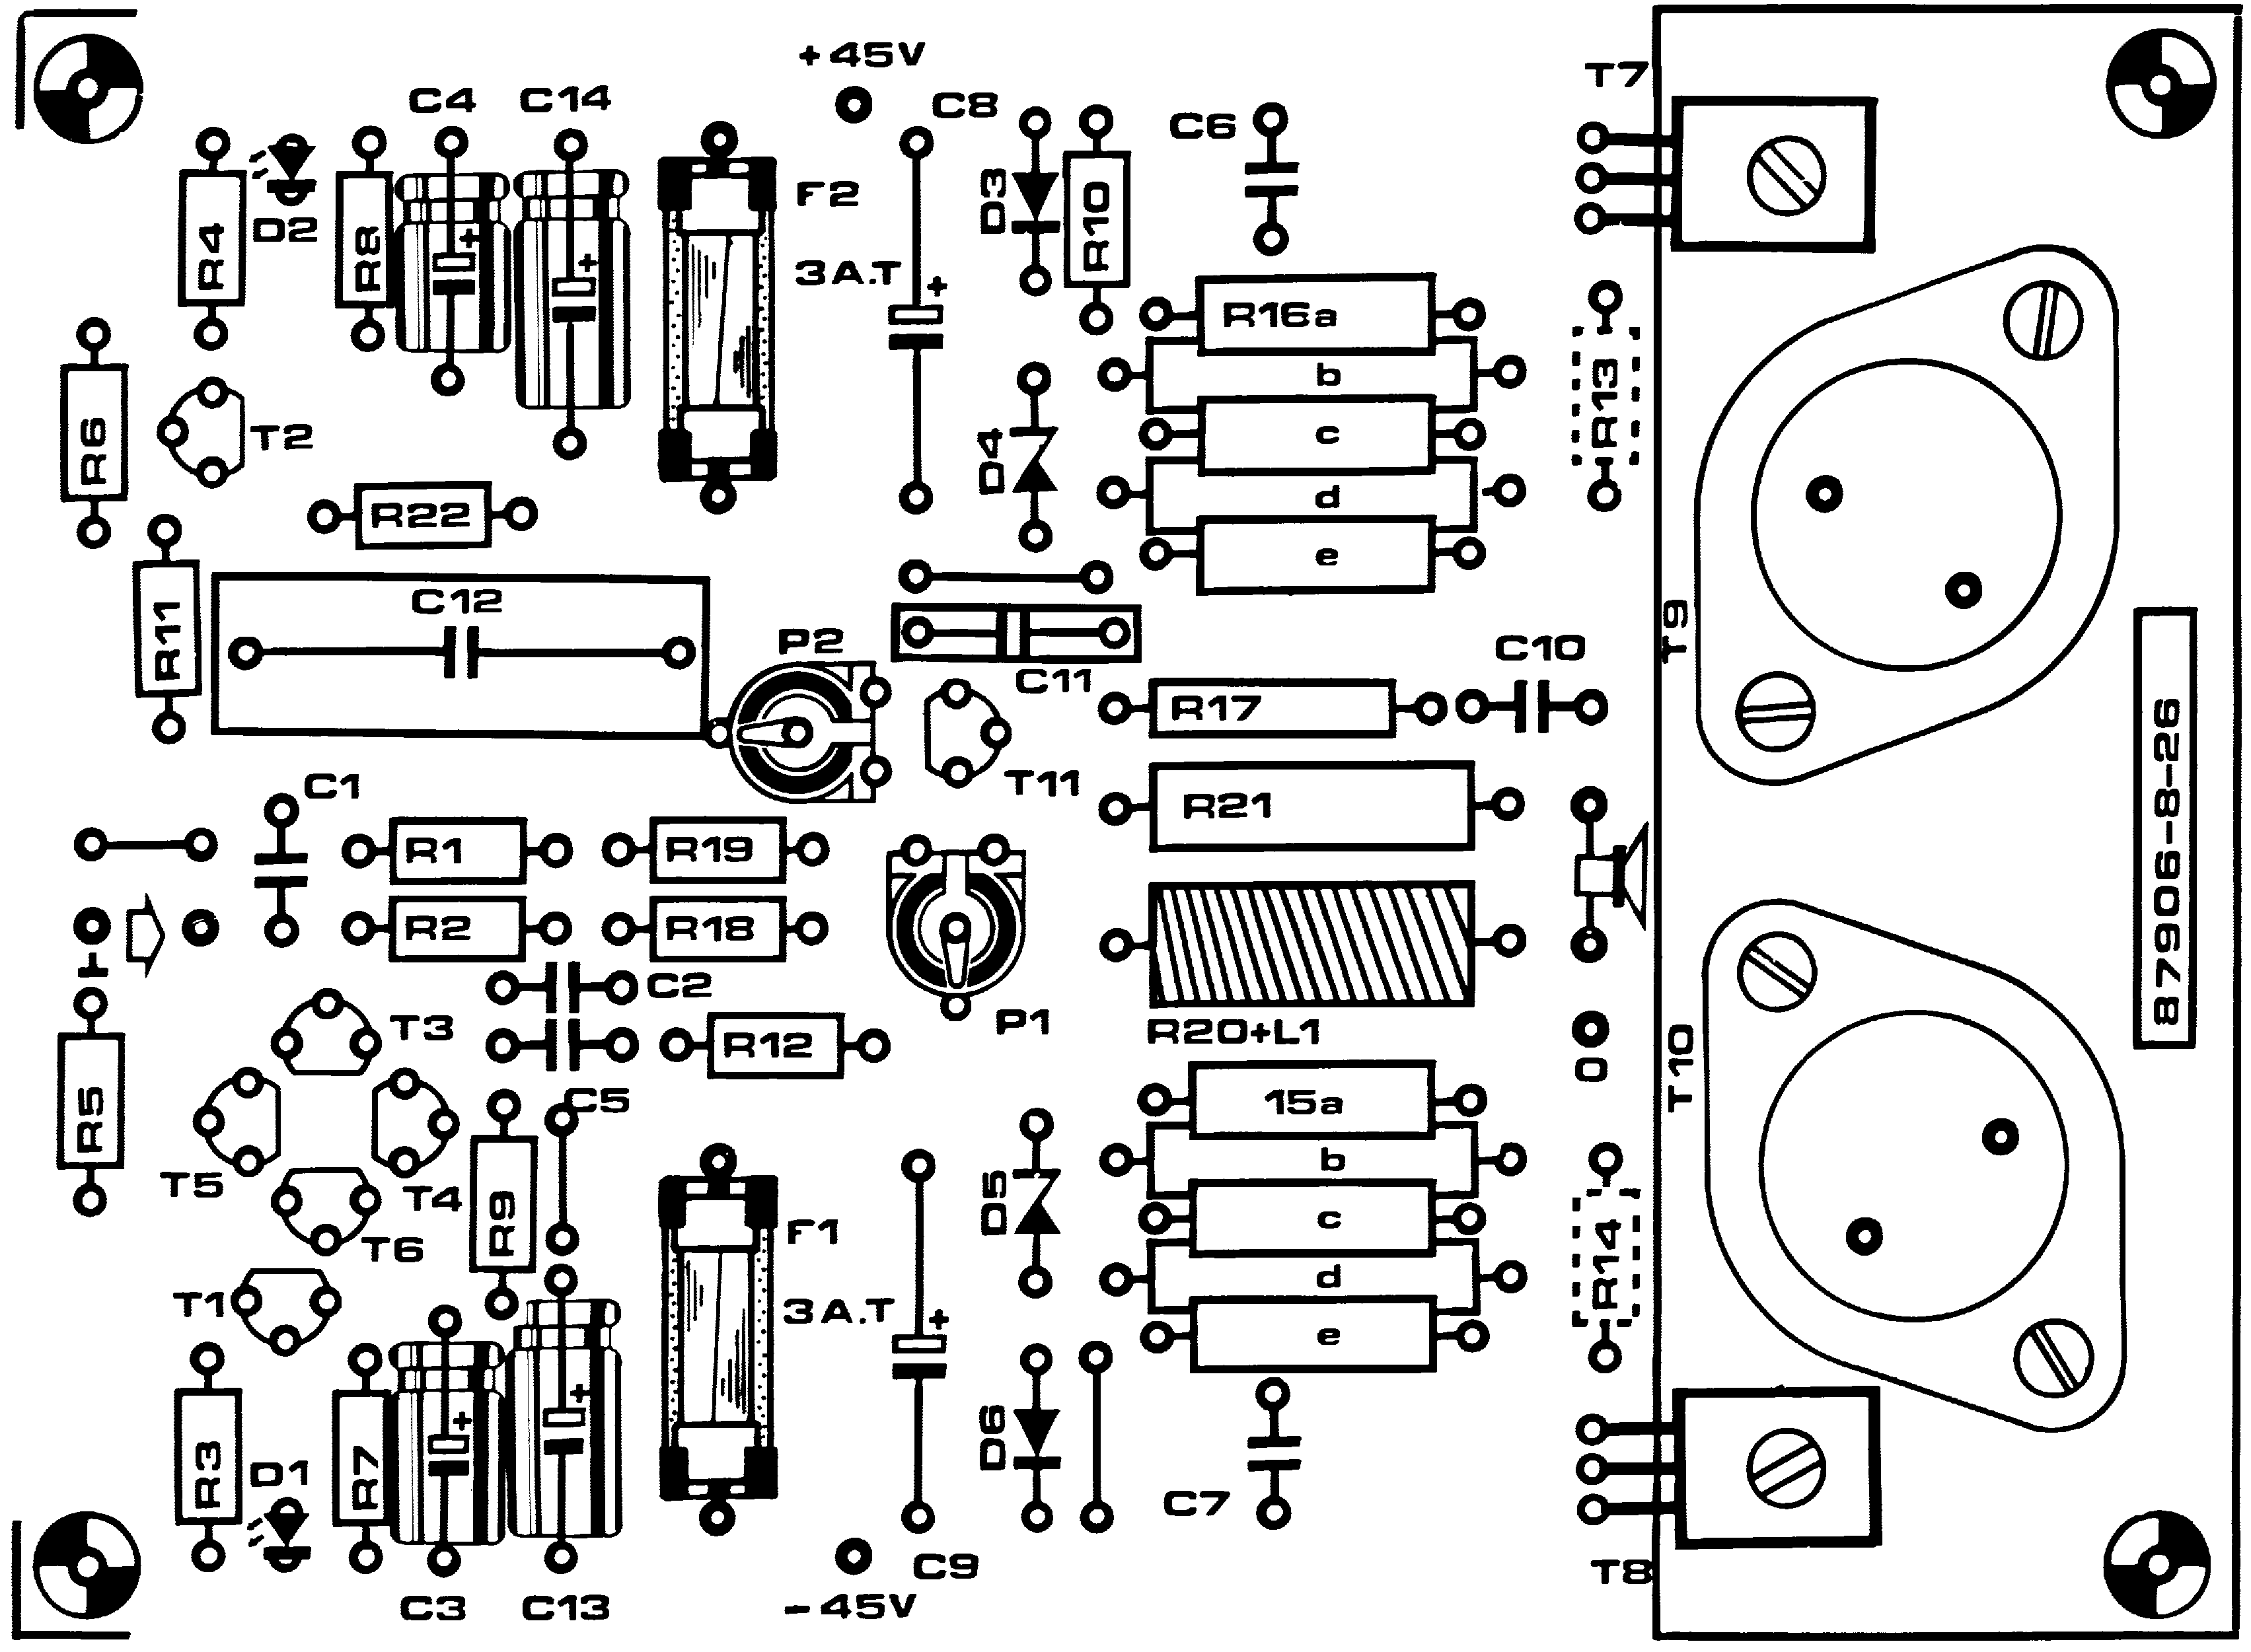 +45V
T7
C4
C14
C8
C6
F2
D3
R10
R4
D2
R8
+
+
3A.T
+
R16a
b
R13
R6
T2
D4
c
R22
d
e
C12
R11
P2
C11
C10
T9
R17
T11
C1
R21
87906-8-26
R1
R19
R2
R18
C2
P1
T3
R12
R20+L1
O
T10
R5
C5
15a
b
T5
T4
R9
D5
c
T6
F1
d
R14
T1
3A.T
+
e
+
+
R3
D1
R7
D6
C7
C9
T8
C3
C13
-45V